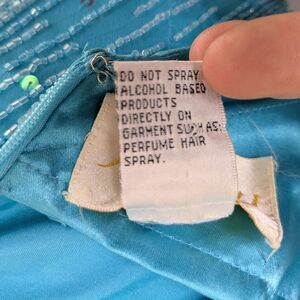 DO NOT SPRAY
ALCOHOL BASED
PRODUCTS
DIRECTLY ON
GARMENT SUCH AS:
PERFUME HAIR
SPRAY.